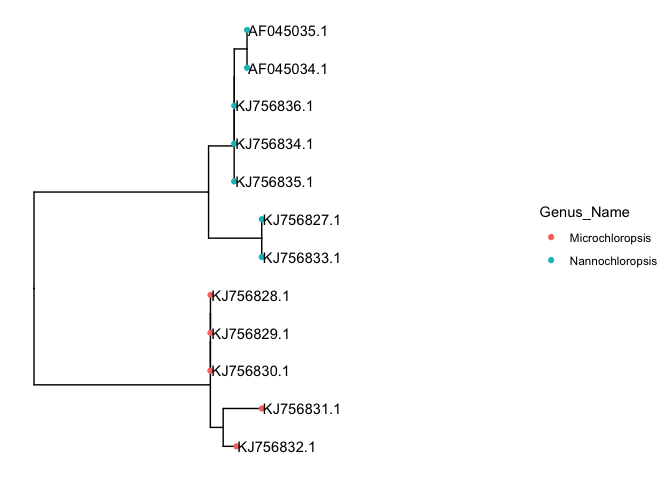 AF045035.1
AF045034.1
KJ756836.1
KJ756834.1
KJ756835.1
KJ756827.1
KJ756833.1
KJ756828.1
KJ756829.1
KJ756830.1
KJ756831.1
KJ756832.1
Genus_Name
Microchloropsis
Nannochloropsis